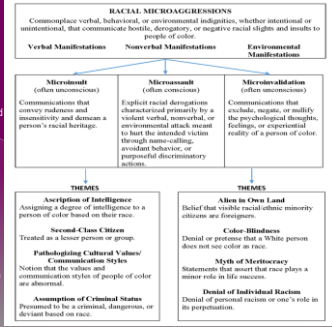 RACIAL MICROAGGRESSIONS
Commonplace verbal, behavioral, or environmental indignities, whether intentional or
unintentional, that communicate hostile, derogatory, or negative racial slights and insults to
people of color.
Verbal Manifestations Nonverbal Manifestations Environmental
Manifestations
Microinsult
(often unconscious)
Communications that
convey rudeness and
insensitivity and demean a
person's racial heritage.
Microassault
(often conscious)
Explicit racial derogations
characterized primarily by a
violent verbal, nonverbal, or
environmental attack meant
to hurt the intended victim
through name-calling,
avoidant behavior, or
purposeful discriminatory
actions.
Microinvalidation
(often unconscious)
Communications that
exclude, negate, or nullify
the psychological thoughts,
feelings, or experiential
reality of a person of color.
THEMES
Ascription of Intelligence
Assigning a degree of intelligence to a
person of color based on their race.
Second-Class Citizen
Treated as a lesser person or group.
Pathologizing Cultural Values/
Communication Styles
Notion that the values and
communication styles of people of color
are abnormal.
Assumption of Criminal Status
Presumed to be a criminal, dangerous, or
deviant based on race.
THEMES
Alien in Own Land
Belief that visible racial/ethnic minority
citizens are foreigners.
Color-Blindness
Denial or pretense that a White person
does not see color or race.
Myth of Meritocracy
Statements that assert that race plays a
minor role in life success.
Denial of Individual Racism
Denial of personal racism or one's role in
its perpetuation.